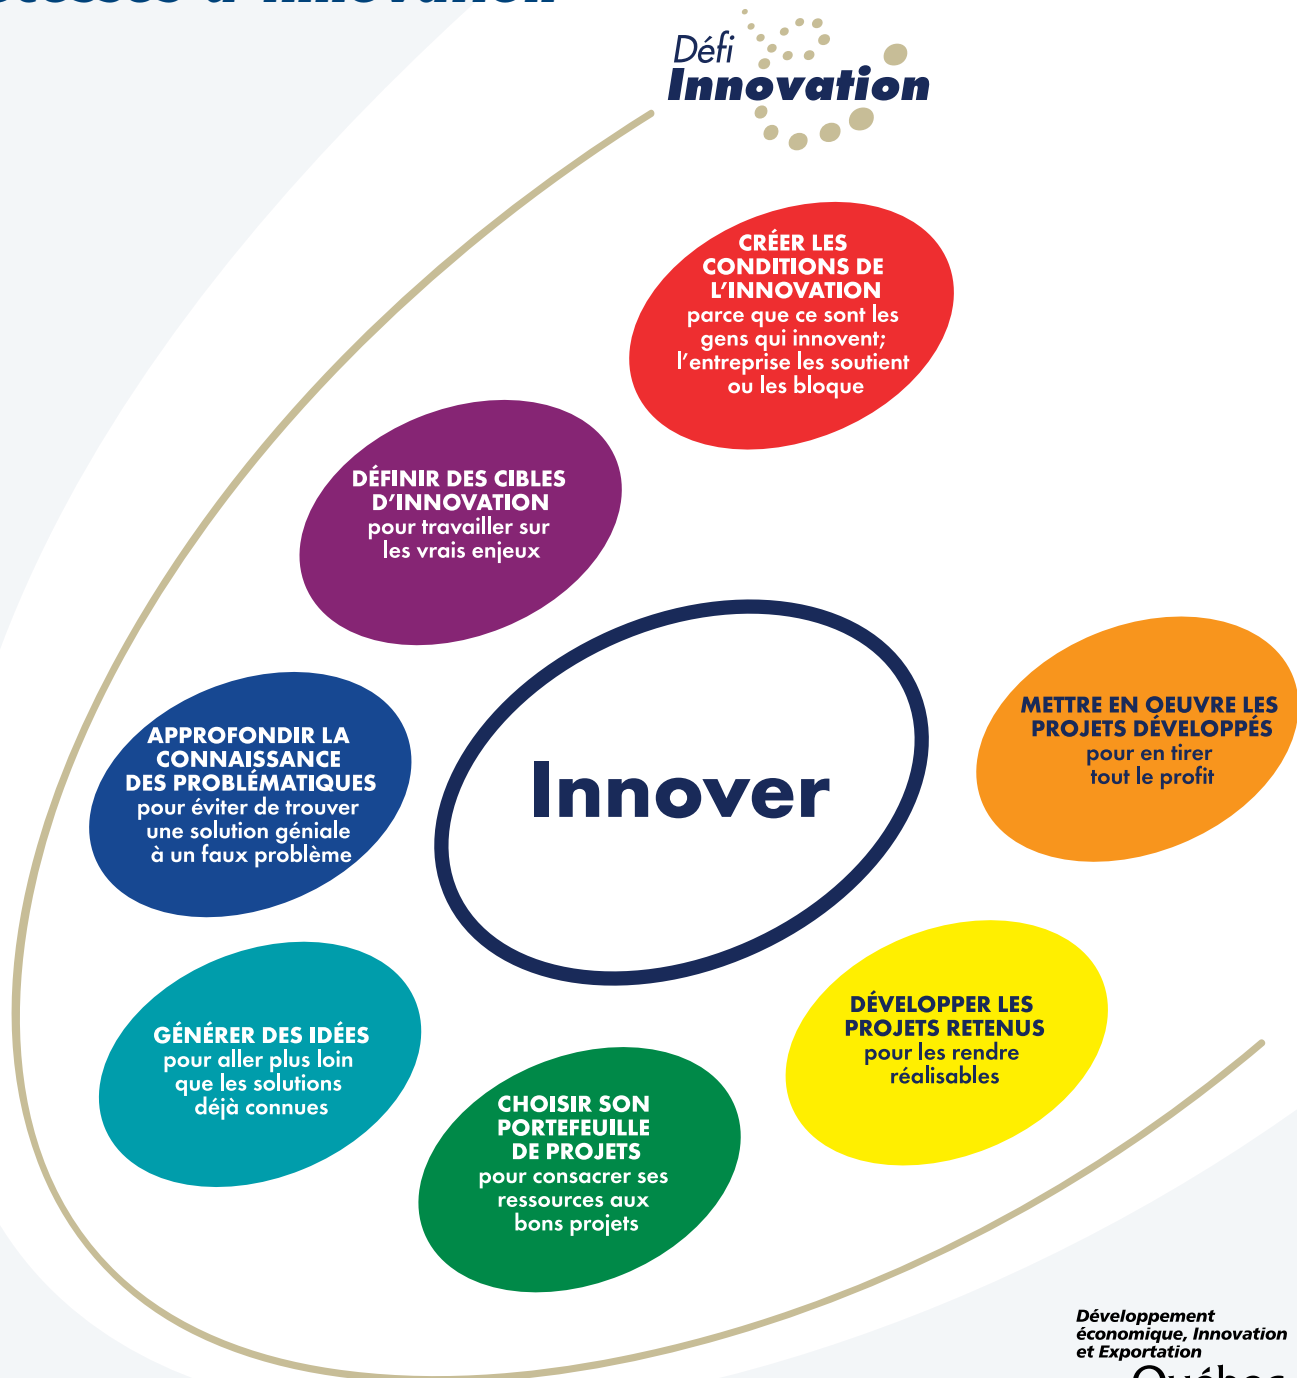 d'Innovation
Défi
Innovation
CRÉER LES
CONDITIONS DE
L'INNOVATION
parce que ce sont les
gens qui innovent;
l'entreprise les soutient
ou les bloque
DÉFINIR DES CIBLES
D'INNOVATION
pour travailler sur
les vrais enjeux
APPROFONDIR LA
CONNAISSANCE
DES PROBLÉMATIQUES
pour éviter de trouver
une solution géniale
à un faux problème
GÉNÉRER DES IDÉES
pour aller plus loin
que les solutions
déjà connues
CHOISIR SON
PORTEFEUILLE
DE PROJETS
pour consacrer ses
ressources aux
bons projets
DÉVELOPPER LES
PROJETS RETENUS
pour les rendre
réalisables
METTRE EN OEUVRE LES
PROJETS DÉVELOPPÉS
pour en tirer
tout le profit
Innover
Développement
économique, Innovation
et Exportation
Québec